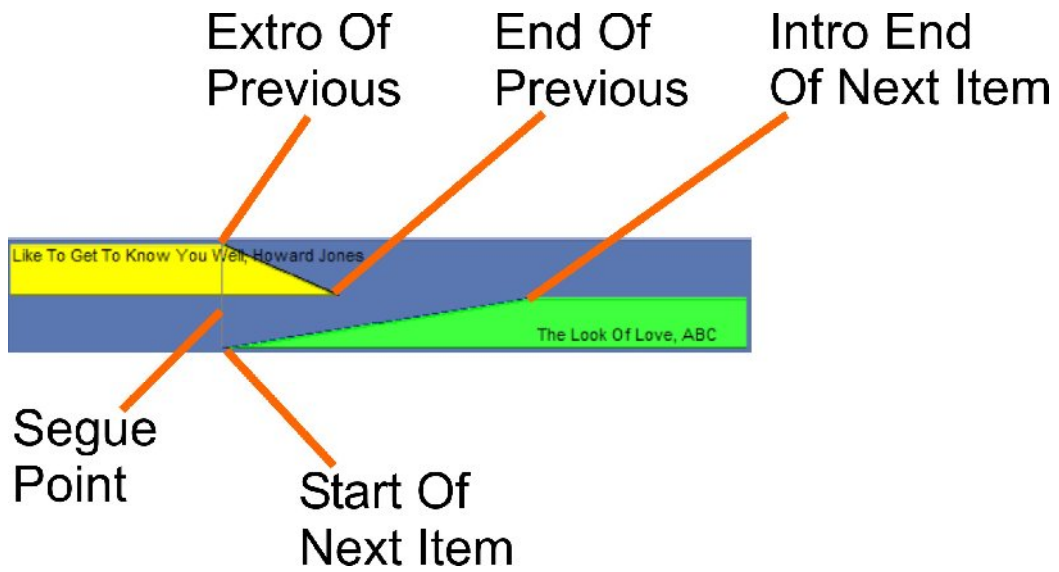 Extro Of
Previous
End Of
Previous
Intro End
Of Next Item
Like To Get To Know You Well, Howard Jones
The Look Of Love, ABC
Segue
Point
Start Of
Next Item